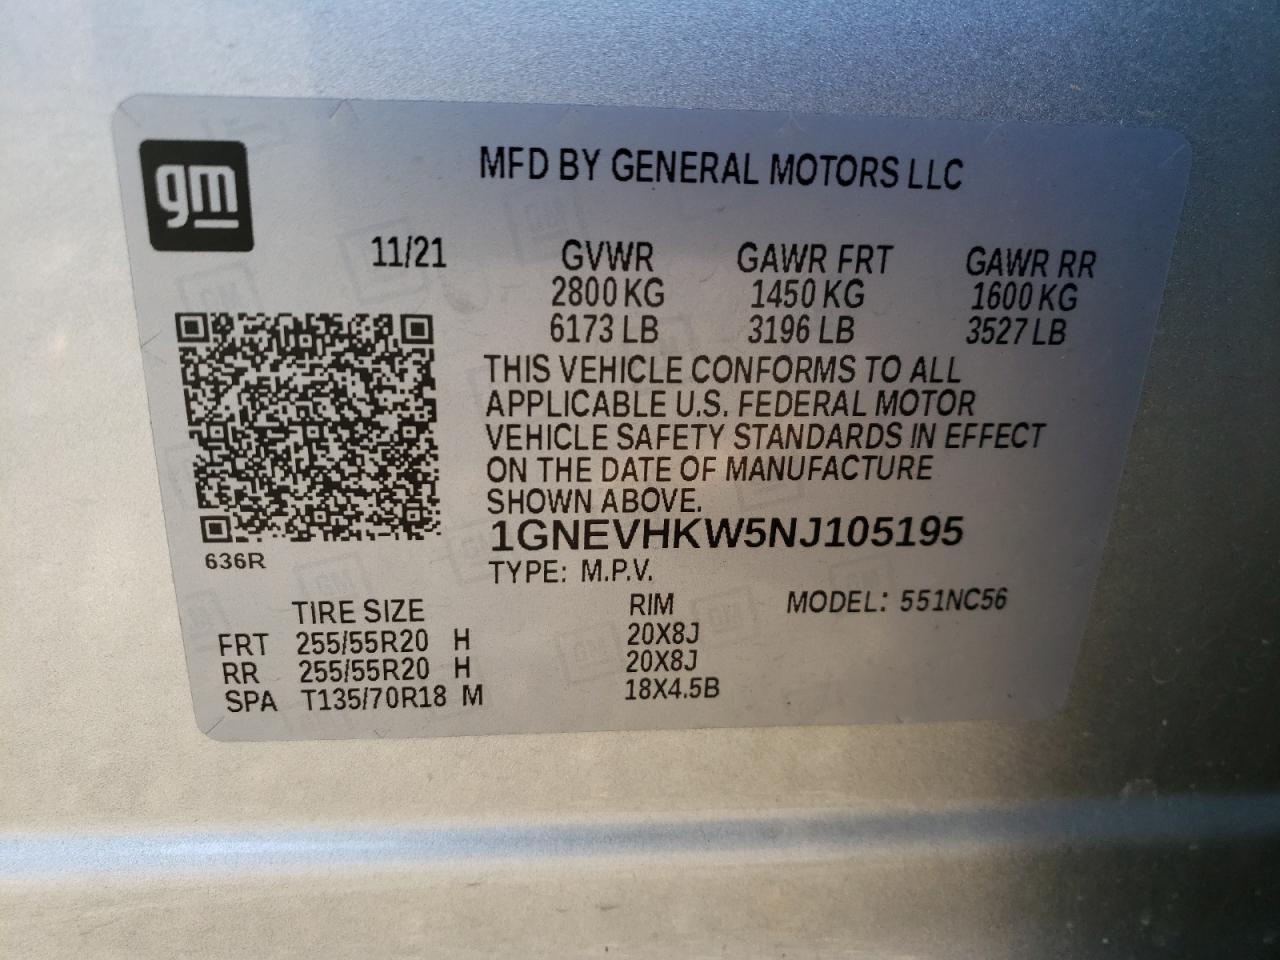 gm
MFD BY GENERAL MOTORS LLC
11/21 GVWR GAWR FRT GAWR RR
2800 KG 1450 KG 1600 KG
6173 LB 3196 LB 3527 LB
THIS VEHICLE CONFORMS TO ALL
APPLICABLE U.S. FEDERAL MOTOR
VEHICLE SAFETY STANDARDS IN EFFECT
ON THE DATE OF MANUFACTURE
SHOWN ABOVE.
1GNEVHKW5NJ105195
636R
TYPE: M.P.V.
TIRE SIZE RIM MODEL: 551NC56
FRT 255/55R20 H 20X8J
RR 255/55R20 H 20X8J
SPA T135/70R18 M 18X4.5B